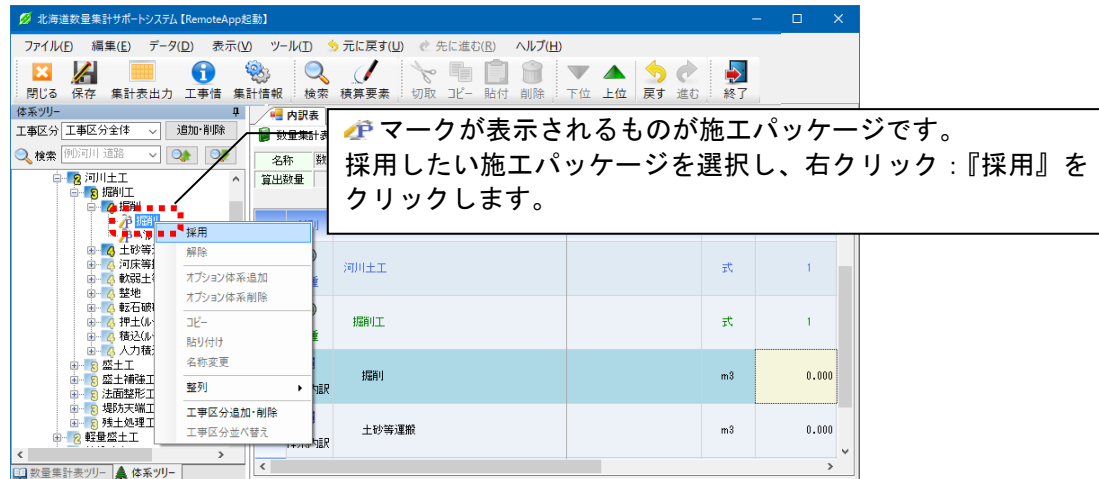 北海道数量集計サポートシステム【RemoteApp起動】
ファイル(F) 編集(E) データ(D) 表示(V) ツール(T) 元に戻す(U) 先に進む(R) ヘルプ(H)
閉じる 保存 集計表出力 工事情 集計情報 検索 積算要素 切取 コピー 貼付 削除 下位 上位 戻す 進む 終了
体系ツリー
内訳表
工事区分 工事区分全体 追加・削除
数量集計表
検索 例)河川 道路
名称
算出数量
Pマークが表示されるものが施工パッケージです。
採用したい施工パッケージを選択し、右クリック：『採用』を
クリックします。
河川土工
掘削工
掘削
掘削
土砂等
河床等
軟弱土
整地
転石破
押土(ル
積込(ル
人力積
盛土工
盛土補強工
法面整形工
堤防天端工
残土処理工
軽量盛土工
採用
解除
オプション体系追加
オプション体系削除
コピー
貼り付け
名称変更
整列
工事区分追加・削除
工事区分並べ替え
河川土工 式 1
掘削工 式 1
掘削 m3 0.000
内訳
土砂等運搬 m3 0.000
数量集計表ツリー 体系ツリー